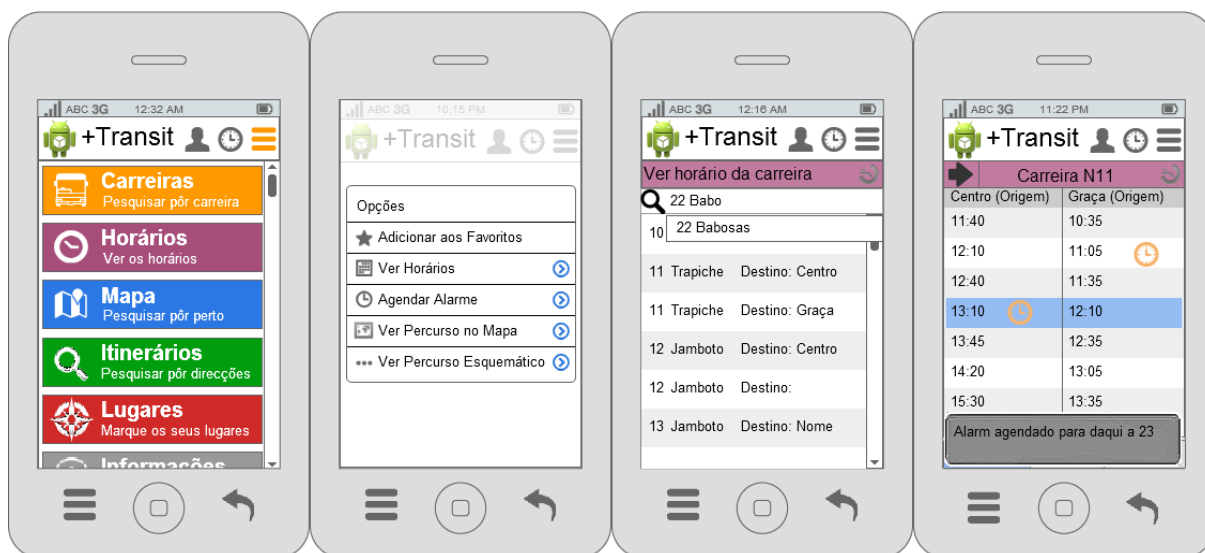 ABC 3G 12:32 AM
+Transit
Carreiras
Pesquisar pôr carreira
Horários
Ver os horários
Mapa
Pesquisar pôr perto
Itinerários
Pesquisar pôr direcções
Lugares
Marque os seus lugares
Informações
ABC 3G 10:15 PM
+Transit
Opções
Adicionar aos Favoritos
Ver Horários
Agendar Alarme
Ver Percurso no Mapa
Ver Percurso Esquemático
ABC 3G 12:16 AM
+Transit
Ver horário da carreira
22 Babo
22 Babosas
10
11 Trapiche Destino: Centro
11 Trapiche Destino: Graça
12 Jamboto Destino: Centro
12 Jamboto Destino:
13 Jamboto Destino: Nome
ABC 3G 11:22 PM
+Transit
Carreira N11
Centro (Origem) Graça (Origem)
11:40 10:35
12:10 11:05
12:40 11:35
13:10 12:10
13:45 12:35
14:20 13:05
15:30 13:35
Alarm agendado para daqui a 23